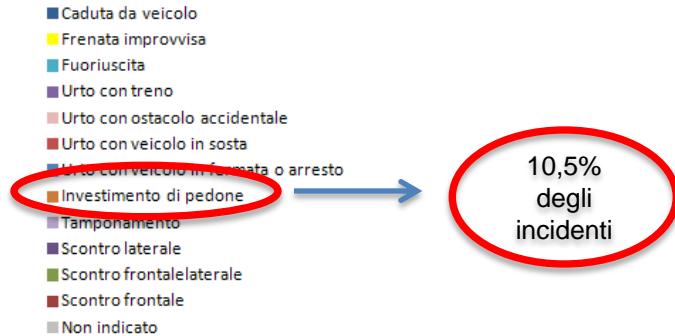 Caduta da veicolo
Frenata improvvisa
Fuoriuscita
Urto con treno
Urto con ostacolo accidentale
Urto con veicolo in sosta
Urto con veicolo in fermata o arresto
Investimento di pedone
Tamponamento
Scontro laterale
Scontro frontalelaterale
Scontro frontale
Non indicato
10,5%
degli
incidenti